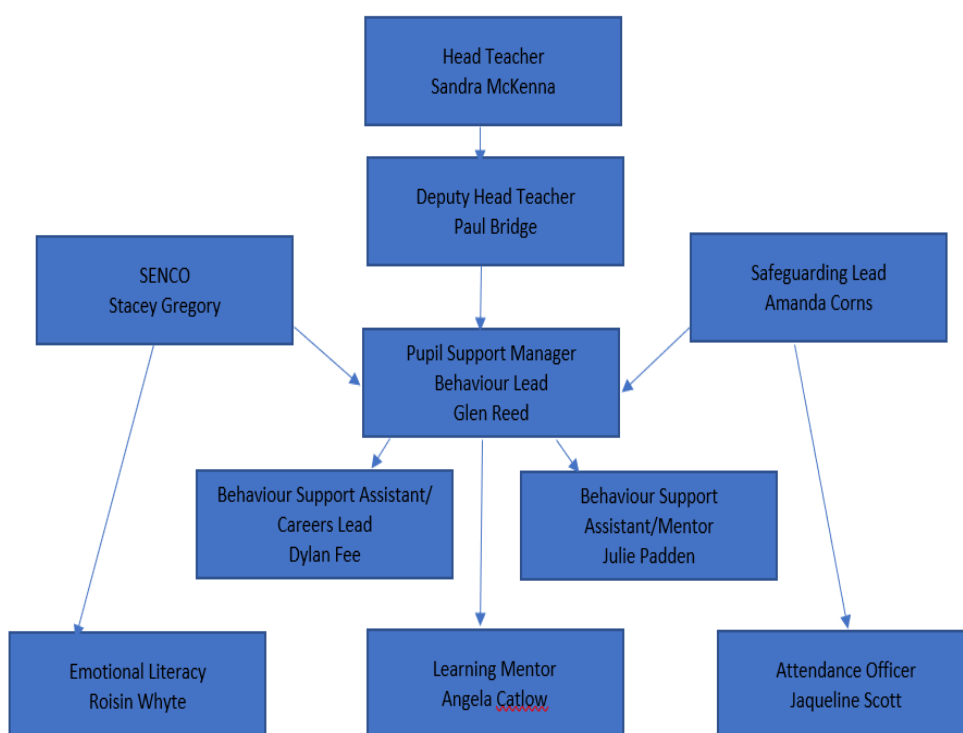 Head Teacher
Sandra McKenna
Deputy Head Teacher
Paul Bridge
SENCO
Stacey Gregory
Safeguarding Lead
Amanda Corns
Pupil Support Manager
Behaviour Lead
Glen Reed
Behaviour Support Assistant/
Careers Lead
Dylan Fee
Behaviour Support
Assistant/Mentor
Julie Padden
Emotional Literacy
Roisin Whyte
Learning Mentor
Angela Catlow
Attendance Officer
Jaqueline Scott